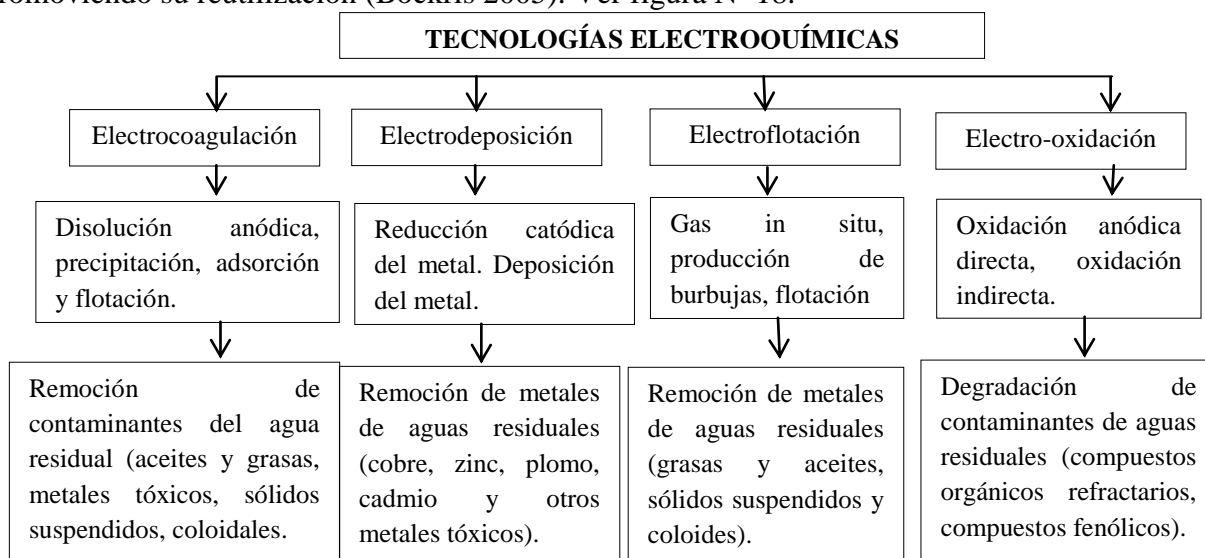 romoviendo su reutilización (Bockris 2005). Ver figura N° 18.
TECNOLOGÍAS ELECTROQUÍMICAS
Electrocoagulación
Electrodeposición
Electroflotación
Electro-oxidación
Disolución anódica,
precipitación, adsorción
y flotación.
Reducción catódica
del metal. Deposición
del metal.
Gas in situ,
producción de
burbujas, flotación
Oxidación anódica
directa, oxidación
indirecta.
Remoción de
contaminantes del agua
residual (aceites y grasas,
metales tóxicos, sólidos
suspendidos, coloidales.
Remoción de metales
de aguas residuales
(cobre, zinc, plomo,
cadmio y otros
metales tóxicos).
Remoción de metales
de aguas residuales
(grasas y aceites,
sólidos suspendidos y
coloides).
Degradación de
contaminantes de aguas
residuales (compuestos
orgánicos refractarios,
compuestos fenólicos).